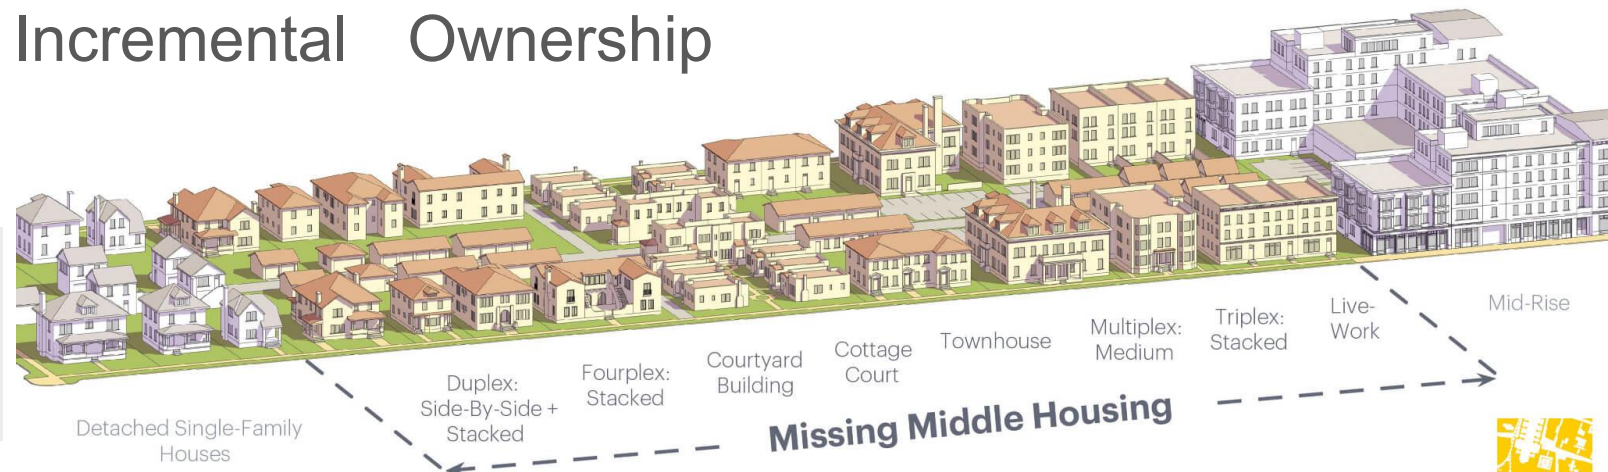 Incremental Ownership
Detached Single-Family
Houses
Duplex:
Side-By-Side +
Stacked
Fourplex:
Stacked
Courtyard
Building
Cottage
Court
Townhouse
Multiplex:
Medium
Triplex:
Stacked
Live-
Work
Mid-Rise
Missing Middle Housing